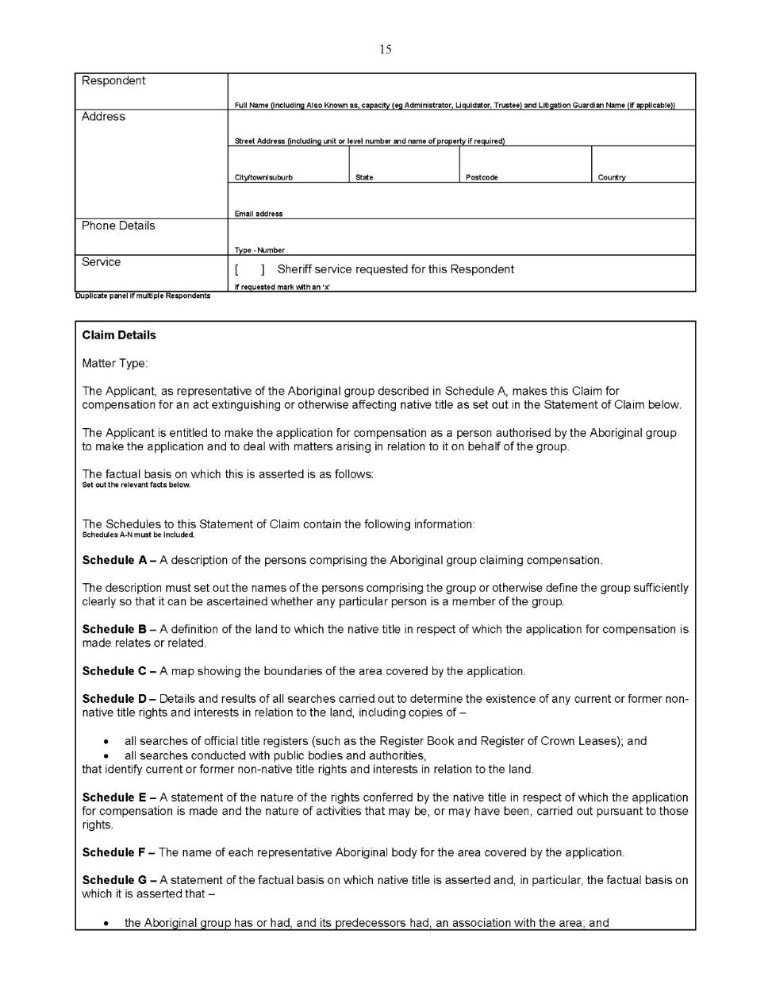 15
Respondent
Full Name (including Also Known as, capacity (eg Administrator, Liquidator, Trustee) and Litigation Guardian Name (if applicable))
Address
Street Address (including unit or level number and name of property if required)
City/town/suburb State Postcode Country
Email address
Phone Details
Type - Number
Service
[ ] Sheriff service requested for this Respondent
If requested mark with an ‘x’
Duplicate panel if multiple Respondents
Claim Details
Matter Type:
The Applicant, as representative of the Aboriginal group described in Schedule A, makes this Claim for
compensation for an act extinguishing or otherwise affecting native title as set out in the Statement of Claim below.
The Applicant is entitled to make the application for compensation as a person authorised by the Aboriginal group
to make the application and to deal with matters arising in relation to it on behalf of the group.
The factual basis on which this is asserted is as follows:
Set out the relevant facts below.
The Schedules to this Statement of Claim contain the following information:
Schedules A-N must be included.
Schedule A – A description of the persons comprising the Aboriginal group claiming compensation.
The description must set out the names of the persons comprising the group or otherwise define the group sufficiently
clearly so that it can be ascertained whether any particular person is a member of the group.
Schedule B – A definition of the land to which the native title in respect of which the application for compensation is
made relates or related.
Schedule C – A map showing the boundaries of the area covered by the application.
Schedule D – Details and results of all searches carried out to determine the existence of any current or former non-
native title rights and interests in relation to the land, including copies of –
• all searches of official title registers (such as the Register Book and Register of Crown Leases); and
• all searches conducted with public bodies and authorities,
that identify current or former non-native title rights and interests in relation to the land.
Schedule E – A statement of the nature of the rights conferred by the native title in respect of which the application
for compensation is made and the nature of activities that may be, or may have been, carried out pursuant to those
rights.
Schedule F – The name of each representative Aboriginal body for the area covered by the application.
Schedule G – A statement of the factual basis on which native title is asserted and, in particular, the factual basis on
which it is asserted that –
• the Aboriginal group has or had, and its predecessors had, an association with the area; and